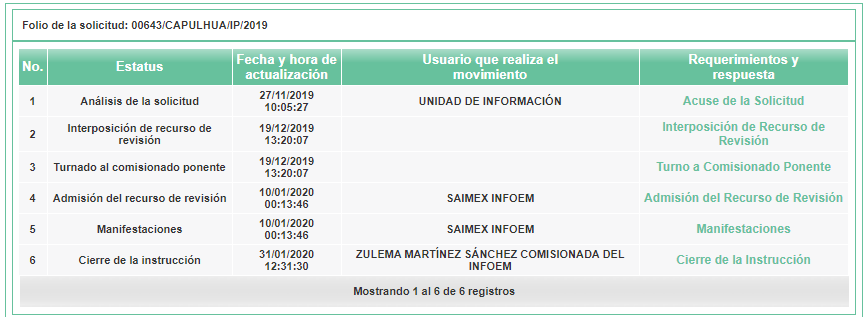 Folio de la solicitud: 00643/CAPULHUA/IP/2019
No. Estatus Fecha y hora de actualización Usuario que realiza el movimiento Requerimientos y respuesta
1 Análisis de la solicitud 27/11/2019 10:05:27 UNIDAD DE INFORMACIÓN Acuse de la Solicitud
2 Interposición de recurso de revisión 19/12/2019 13:20:07 Interposición de Recurso de Revisión
3 Turnado al comisionado ponente 19/12/2019 13:20:07 Turno a Comisionado Ponente
4 Admisión del recurso de revisión 10/01/2020 00:13:46 SAIMEX INFOEM Admisión del Recurso de Revisión
5 Manifestaciones 10/01/2020 00:13:46 SAIMEX INFOEM Manifestaciones
6 Cierre de la instrucción 31/01/2020 12:31:30 ZULEMA MARTÍNEZ SÁNCHEZ COMISIONADA DEL INFOEM Cierre de la Instrucción
Mostrando 1 al 6 de 6 registros